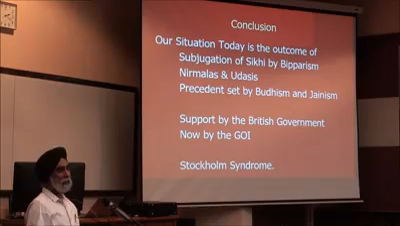 Conclusion
Our Situation Today is the outcome of
Subjugation of Sikhi by Bipparism
Nirmalas & Udasis
Precedent set by Budhism and Jainism
Support by the British Government
Now by the GOI
Stockholm Syndrome.